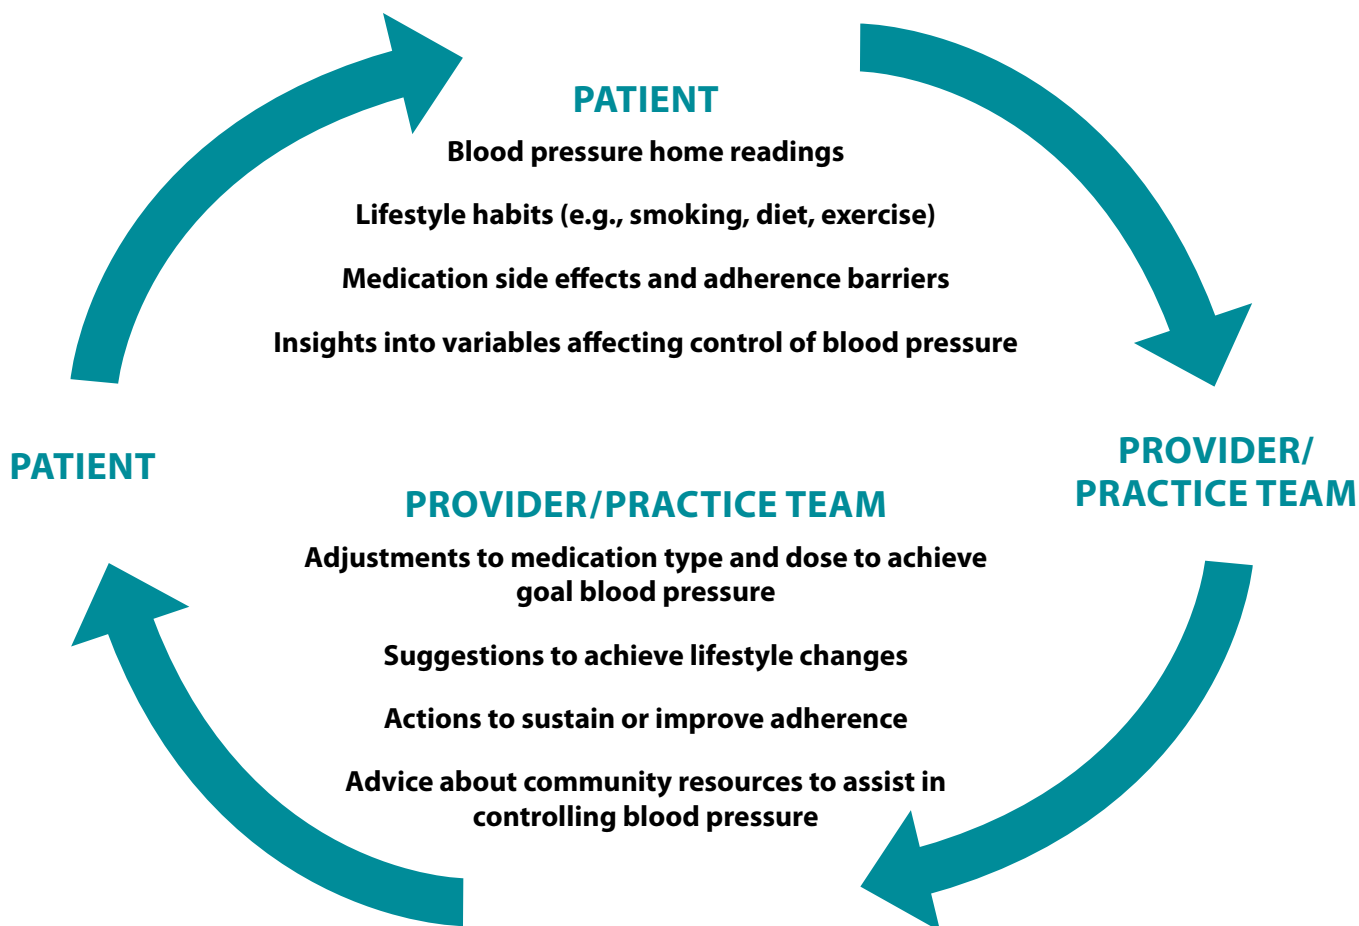 PATIENT
Blood pressure home readings
Lifestyle habits (e.g., smoking, diet, exercise)
Medication side effects and adherence barriers
Insights into variables affecting control of blood pressure
PATIENT
PROVIDER/
PRACTICE TEAM
PROVIDER/PRACTICE TEAM
Adjustments to medication type and dose to achieve
goal blood pressure
Suggestions to achieve lifestyle changes
Actions to sustain or improve adherence
Advice about community resources to assist in
controlling blood pressure